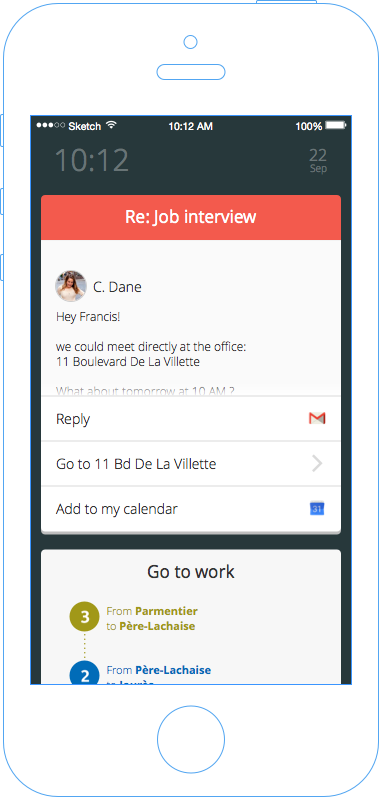 Sketch 10:12 AM 100%
10:12 22
Sep
Re: Job interview
C. Dane
Hey Francis!
we could meet directly at the office:
11 Boulevard De La Villette
What about tomorrow at 10 AM ?
Reply
Go to 11 Bd De La Villette
Add to my calendar 31
Go to work
3 From Parmentier
to Père-Lachaise
2 From Père-Lachaise
to Jaurès